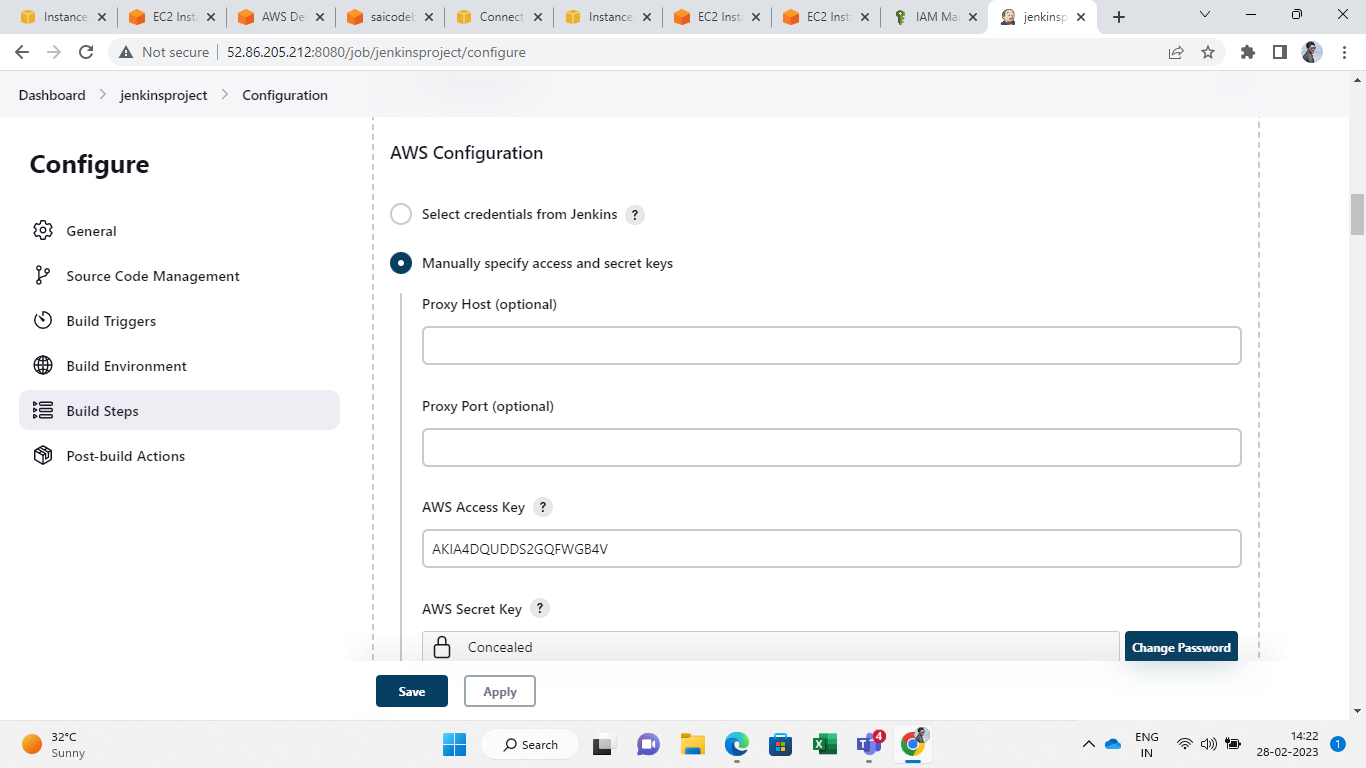 Instance
EC2 Inst
AWS De
saicodeb
Connect
Instance
EC2 Inst
EC2 Inst
IAM Ma
jenkinsp
Not secure
52.86.205.212:8080/job/jenkinsproject/configure
Dashboard > jenkinsproject > Configuration
Configure
General
Source Code Management
Build Triggers
Build Environment
Build Steps
Post-build Actions
AWS Configuration
Select credentials from Jenkins ?
Manually specify access and secret keys
Proxy Host (optional)
Proxy Port (optional)
AWS Access Key ?
AKIA4DQUDDS2GQFWGB4V
AWS Secret Key ?
Concealed
Change Password
Save
Apply
32°C
Sunny
Search
4
ENG
IN
14:22
28-02-2023
1